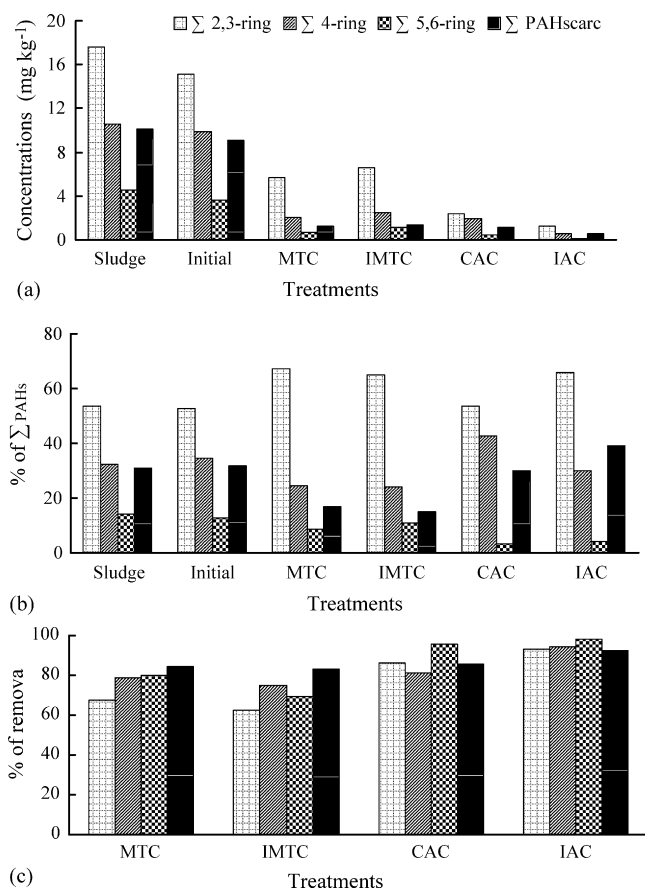 20
∑ 2,3-ring ∑ 4-ring ∑ 5,6-ring ∑ PAHscarc
16
12
8
4
0
Concentrations (mg kg-1)
Sludge Initial MTC IMTC CAC IAC
(a) Treatments
80
60
40
20
0
% of ∑PAHs
Sludge Initial MTC IMTC CAC IAC
(b) Treatments
100
80
60
40
20
0
% of remova
MTC IMTC CAC IAC
(c) Treatments